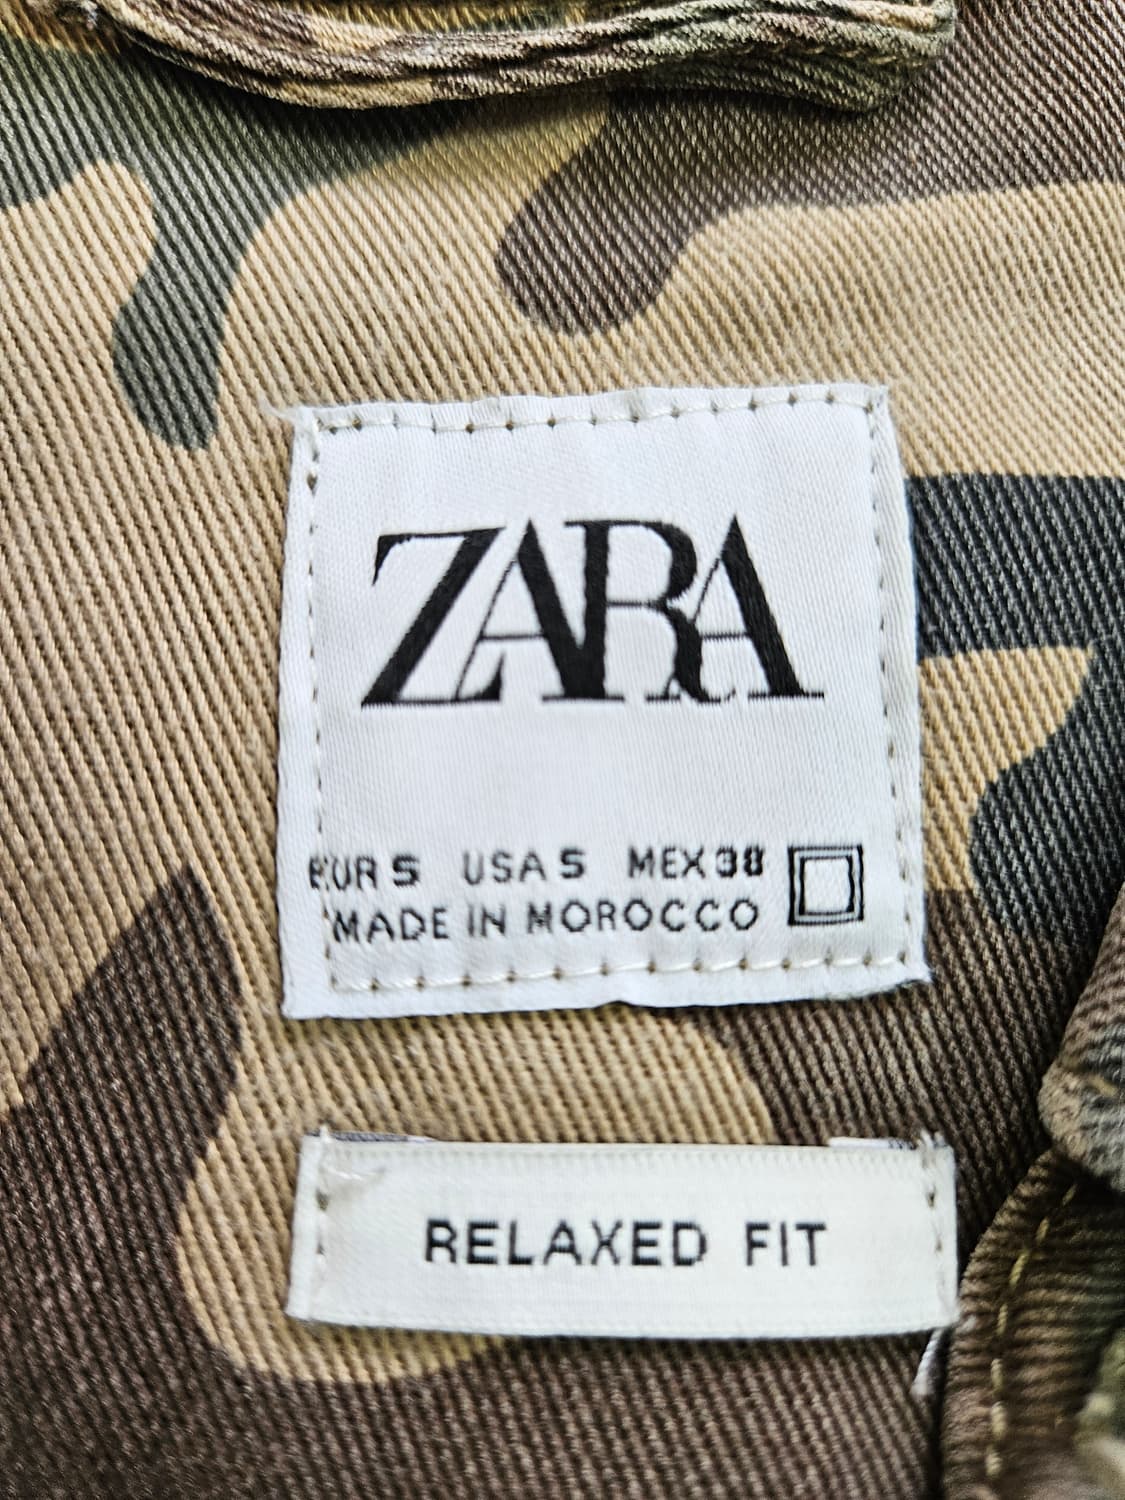 ZARA
EUR S USA S MEX 38
MADE IN MOROCCO
RELAXED FIT